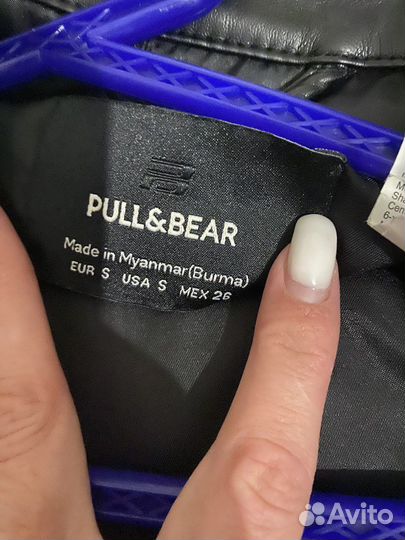 PULL&BEAR
Made in Myanmar(Burma)
EUR S USA S MEX 26
Avito